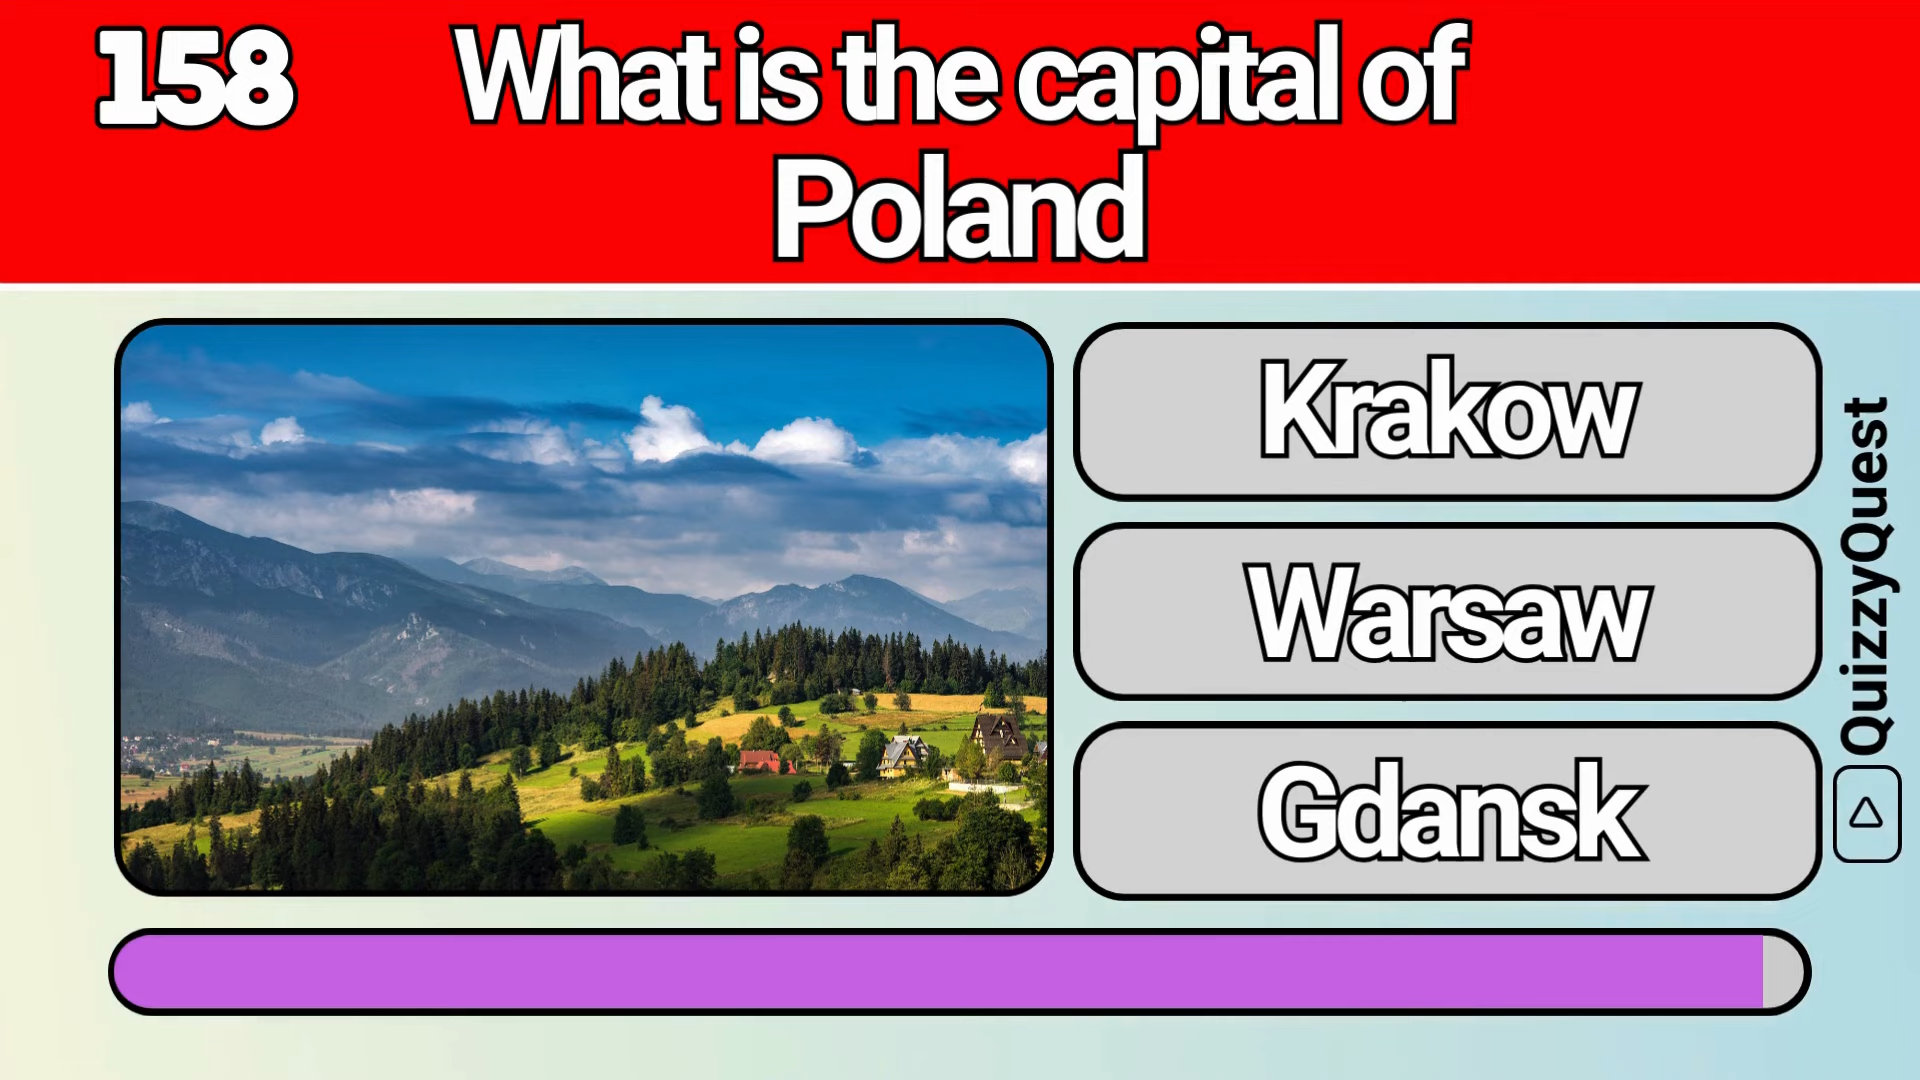 158
What is the capital of
Poland
Krakow
Warsaw
Gdansk
QuizzyQuest